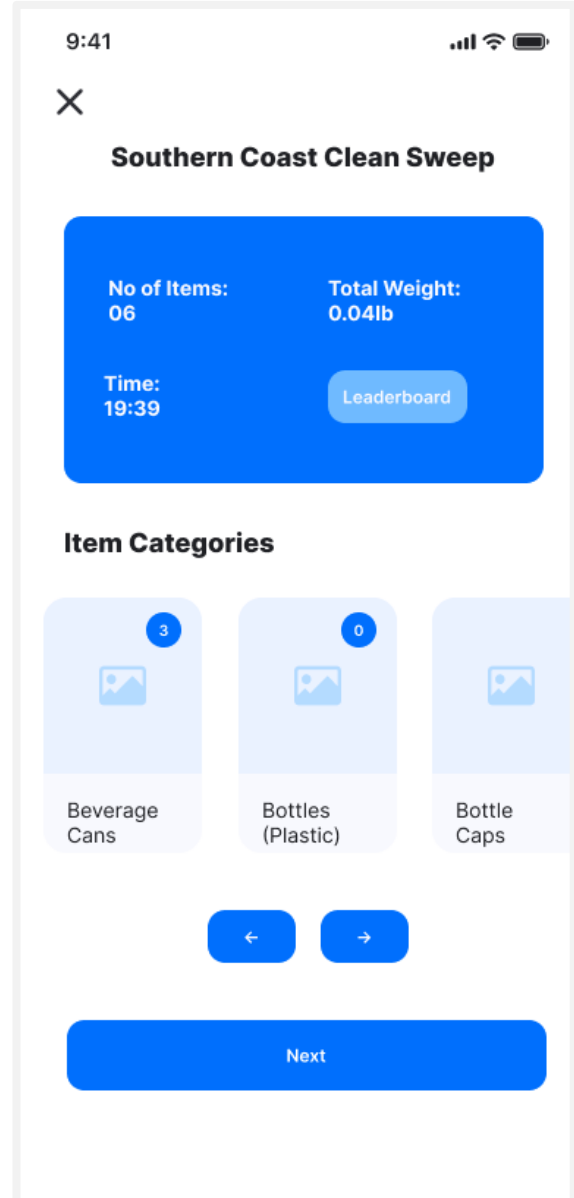 9:41
Southern Coast Clean Sweep
No of Items:
06
Total Weight:
0.04lb
Time:
19:39
Leaderboard
Item Categories
3
0
Beverage
Cans
Bottles
(Plastic)
Bottle
Caps
←
→
Next